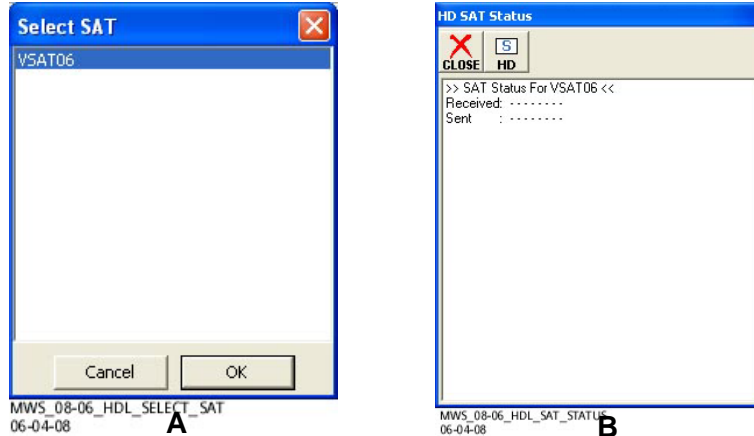 Select SAT
VSAT06
Cancel OK
MWS_08-06_HDL_SELECT_SAT
06-04-08
A
HD SAT Status
CLOSE S HD
>> SAT Status For VSAT06 <<
Received: - - - - - - - -
Sent : - - - - - - - -
MWS_08-06_HDL_SAT_STATUS
06-04-08
B